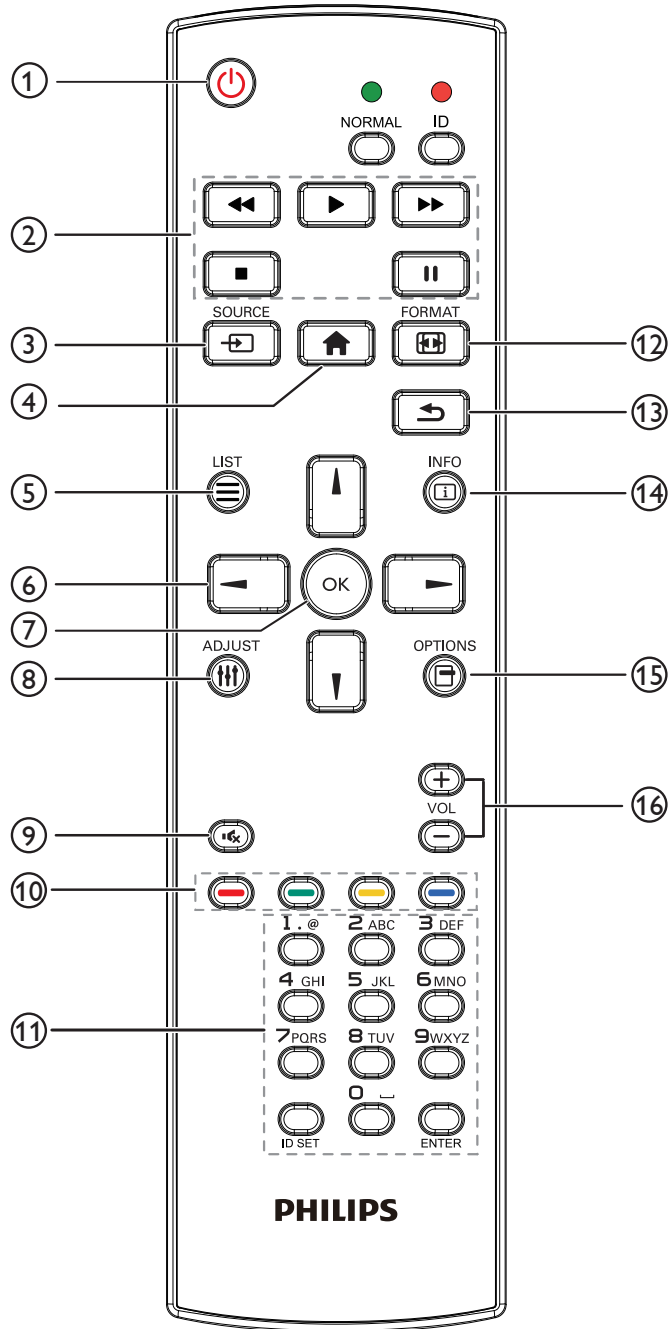 ①
NORMAL ID
②
SOURCE FORMAT
③ ⑫
④
⑬
LIST INFO
i
⑤ ⑭
⑥ OK
⑦
ADJUST OPTIONS
⑧ ⑮
VOL ⑯
⑨
⑩
1.@ 2 ABC 3 DEF
4 GHI 5 JKL 6 MNO
⑪
7 PQRS 8 TUV 9 WXYZ
0 ⎵
ID SET ENTER
PHILIPS